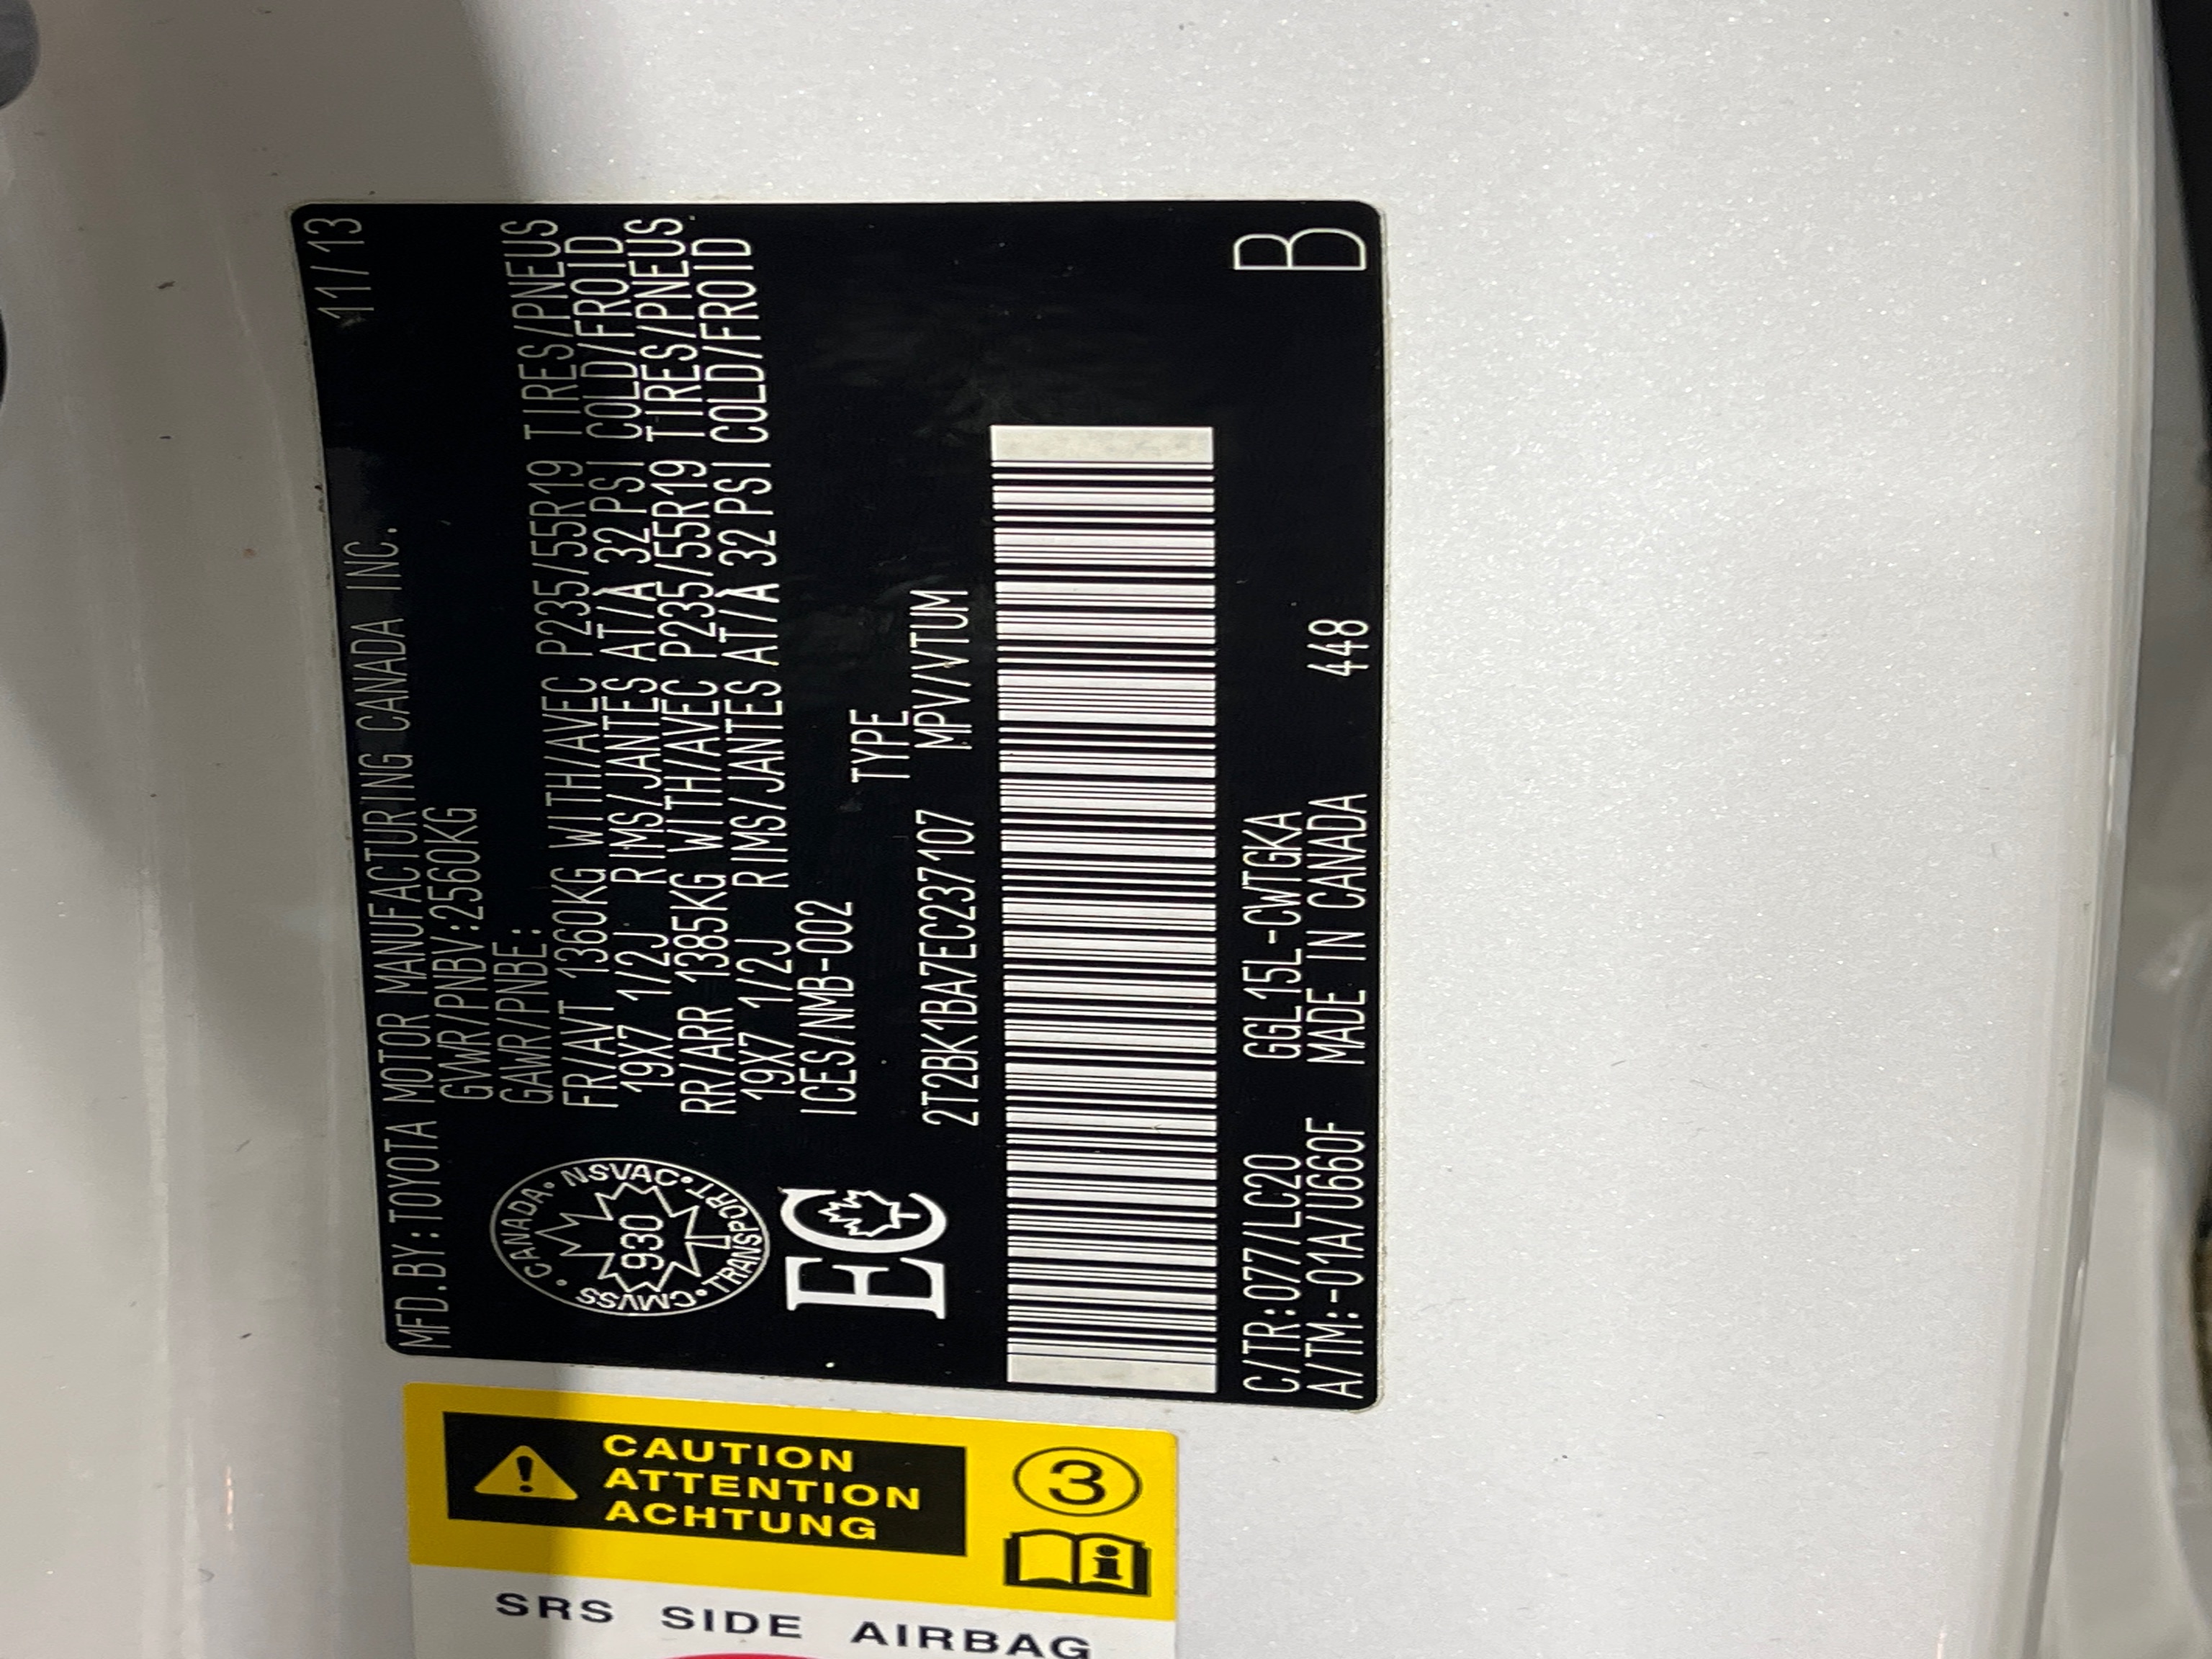 MFD.BY:TOYOTA MOTOR MANUFACTURING CANADA INC. 11/13
GVWR/PNBV:2560KG
GAWR/PNBE:
FR/AVT 1360KG WITH/AVEC P235/55R19 TIRES/PNEUS
19X7 1/2J RIMS/JANTES AT/À 32 PSI COLD/FROID
RR/ARR 1385KG WITH/AVEC P235/55R19 TIRES/PNEUS
19X7 1/2J RIMS/JANTES AT/À 32 PSI COLD/FROID
ICES/NMB-002
CANADA • NSVAC • TRANSPORT • CMVSS •
930
EC
TYPE
2T2BK1BA7EC237107 MPV/VTUM
C/TR:077/LC20 GGL15L-CWTGKA
A/TM:-01A/U660F MADE IN CANADA 448
B
CAUTION
ATTENTION
ACHTUNG
3
i
SRS SIDE AIRBAG